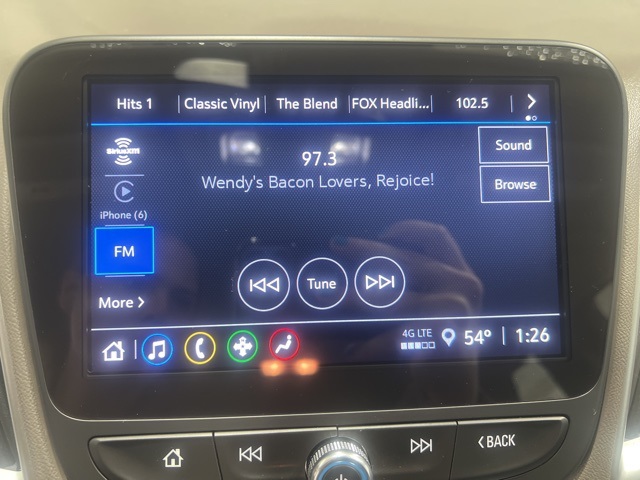 Hits 1 Classic Vinyl The Blend FOX Headli... 102.5
SiriusXM
97.3
Sound
Wendy's Bacon Lovers, Rejoice!
Browse
iPhone (6)
FM
Tune
More
4G LTE
54° 1:26
BACK